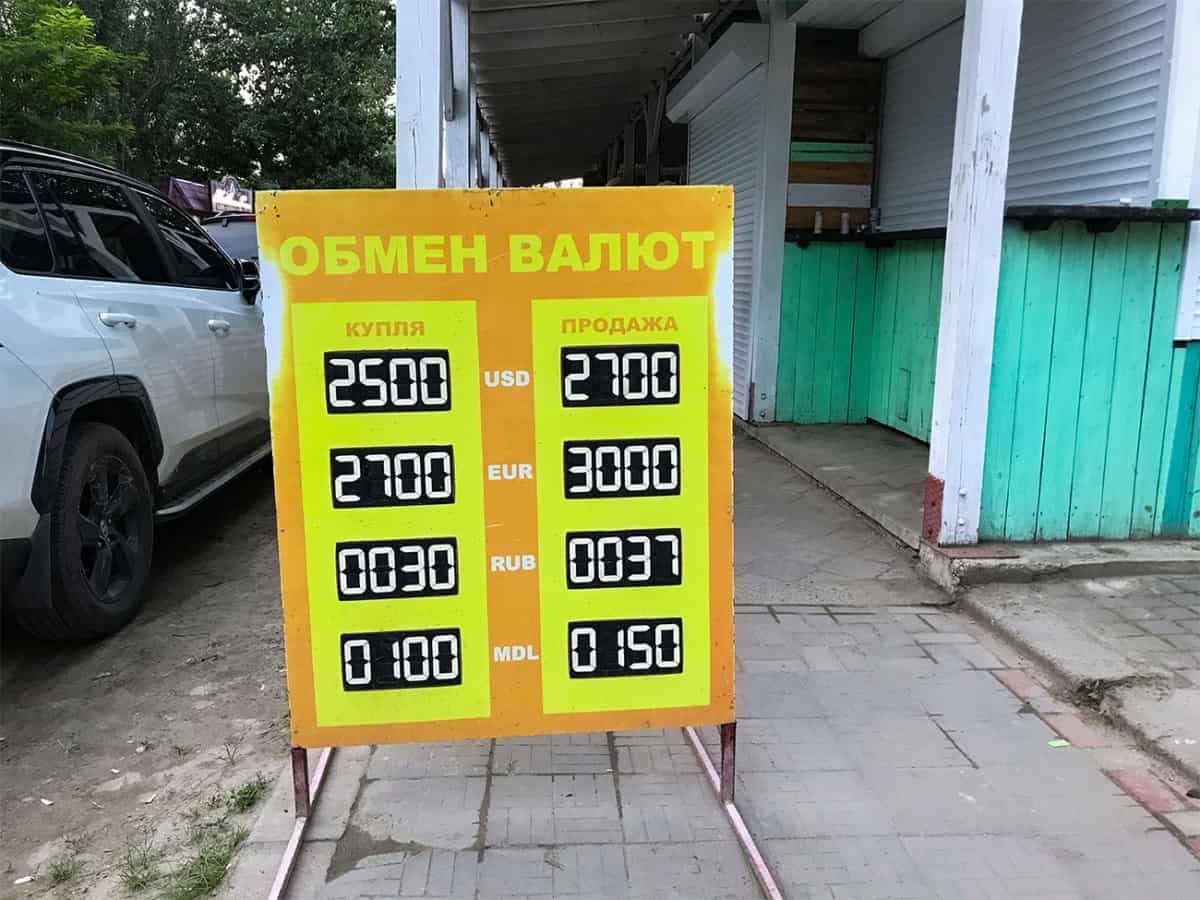 ОБМЕН ВАЛЮТ
КУПЛЯ ПРОДАЖА
2500 USD 2700
2700 EUR 3000
0030 RUB 0037
0100 MDL 0150